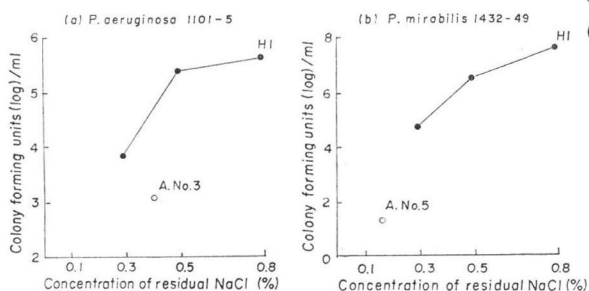 (a) P. aeruginosa 1101-5
HI
Colony forming units (log)/ml
6
5
4
3
2
A.No.3
0.1 0.3 0.5 0.8
Concentration of residual NaCl (%)
(b) P. mirabilis 1432-49
HI
Colony forming units (log)/ml
8
6
4
2
0
A.No.5
0.1 0.3 0.5 0.8
Concentration of residual NaCl (%)